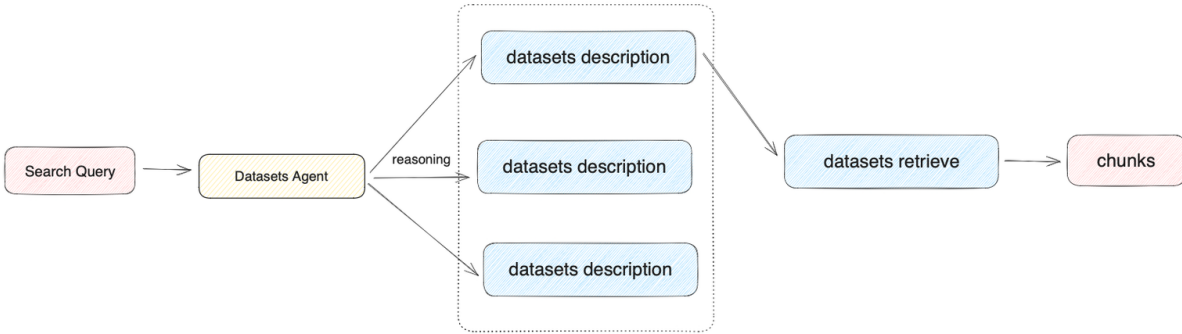 Search Query
Datasets Agent
reasoning
datasets description
datasets description
datasets description
datasets retrieve
chunks